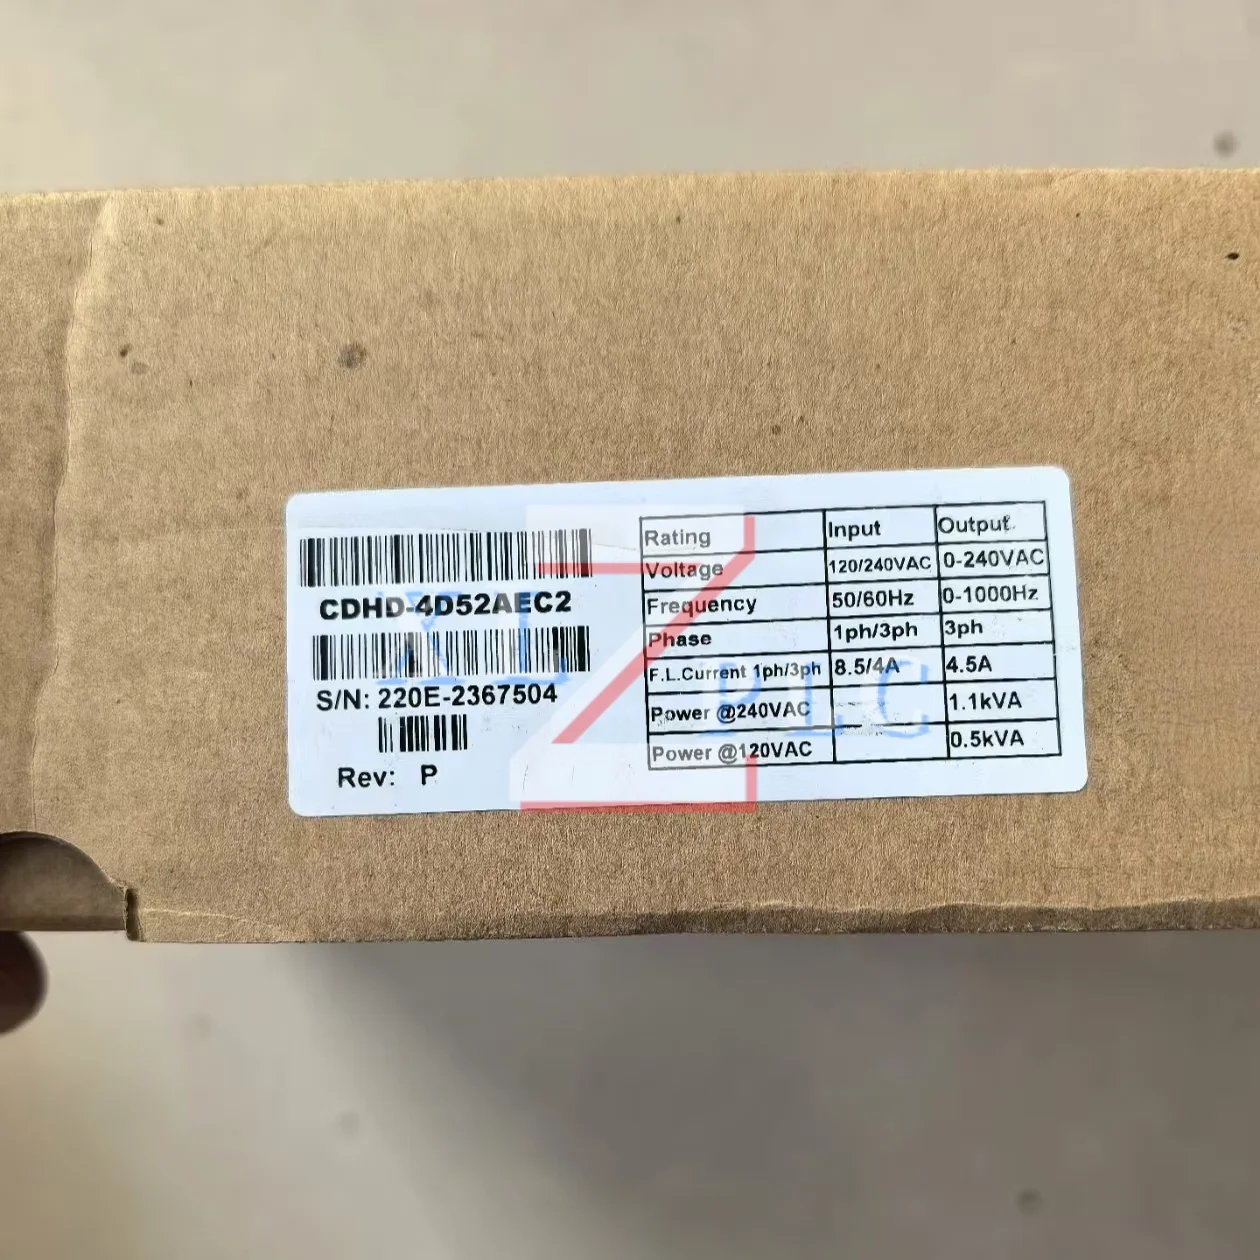 CDHD-4D52AEC2
S/N: 220E-2367504
Rev: P
Rating Input Output
Voltage 120/240VAC 0-240VAC
Frequency 50/60Hz 0-1000Hz
Phase 1ph/3ph 3ph
F.L.Current 1ph/3ph 8.5/4A 4.5A
Power @240VAC 1.1kVA
Power @120VAC 0.5kVA
XL Z PLC